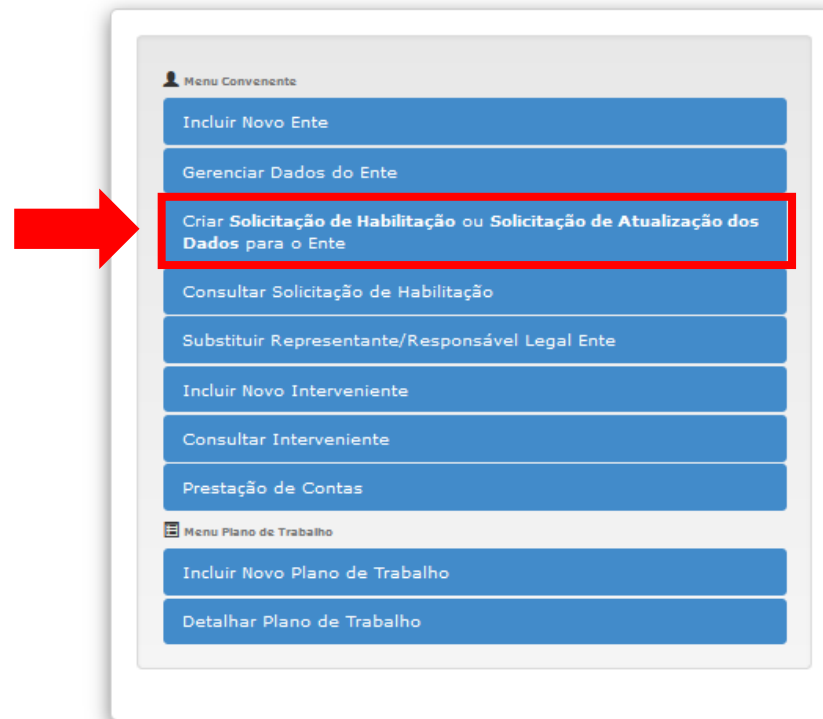 Menu Convenente
Incluir Novo Ente
Gerenciar Dados do Ente
Criar Solicitação de Habilitação ou Solicitação de Atualização dos
Dados para o Ente
Consultar Solicitação de Habilitação
Substituir Representante/Responsável Legal Ente
Incluir Novo Interveniente
Consultar Interveniente
Prestação de Contas
Menu Plano de Trabalho
Incluir Novo Plano de Trabalho
Detalhar Plano de Trabalho